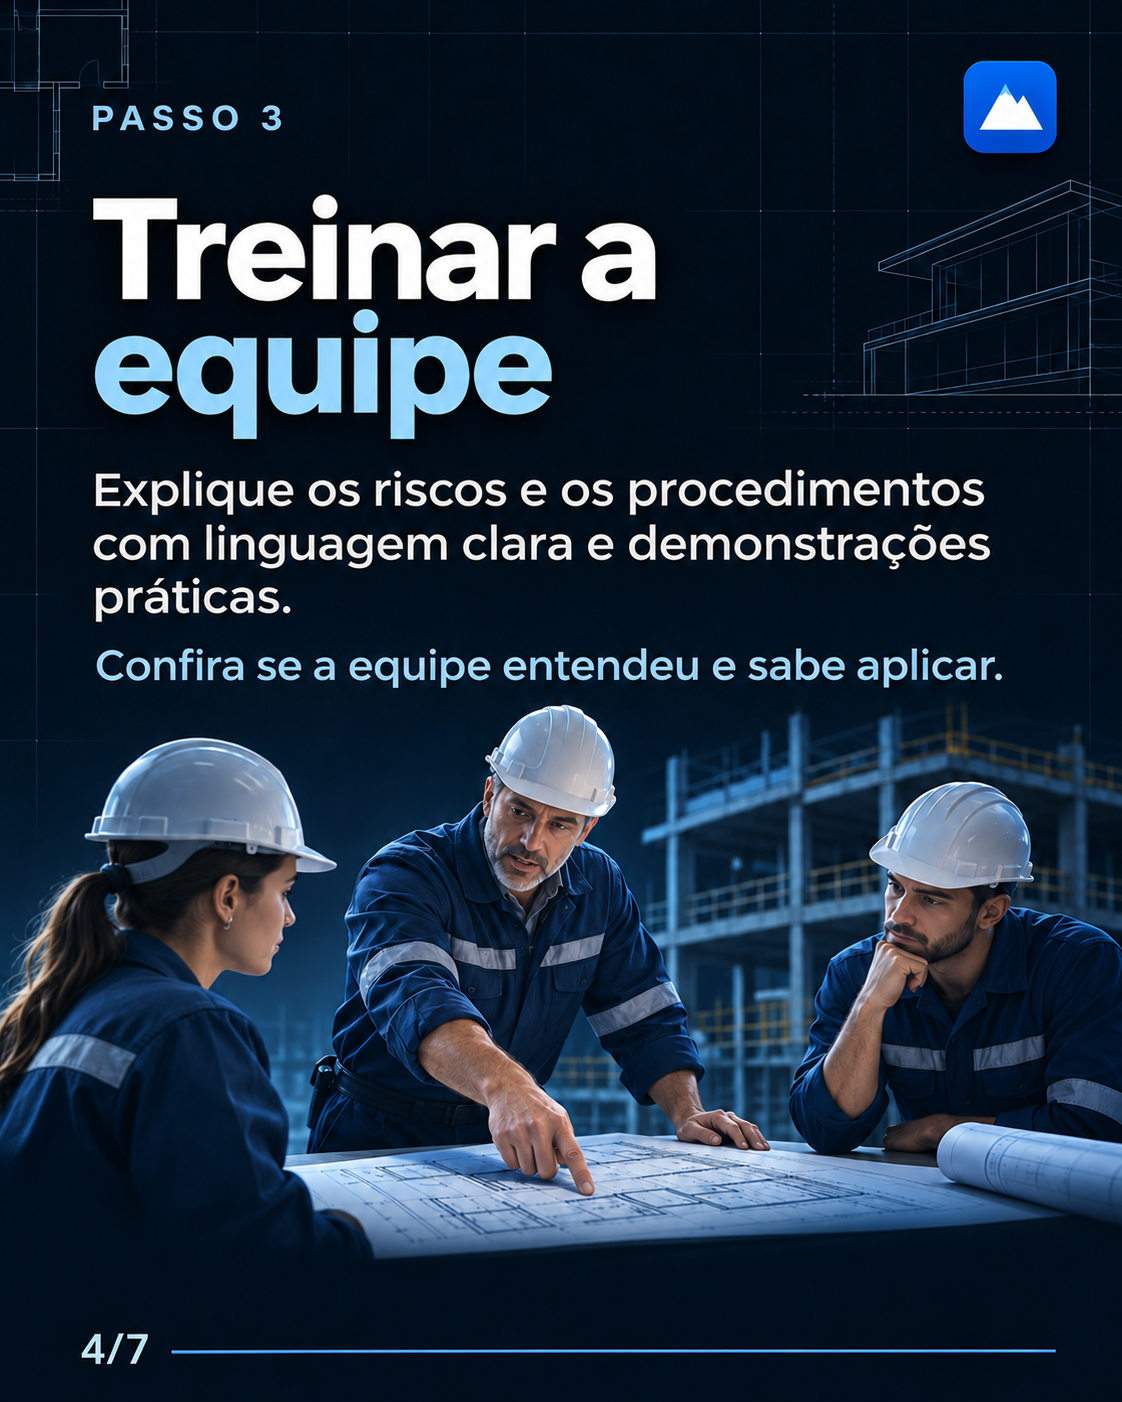 PASSO 3
Treinar a
equipe
Explique os riscos e os procedimentos
com linguagem clara e demonstrações
práticas.
Confira se a equipe entendeu e sabe aplicar.
4/7